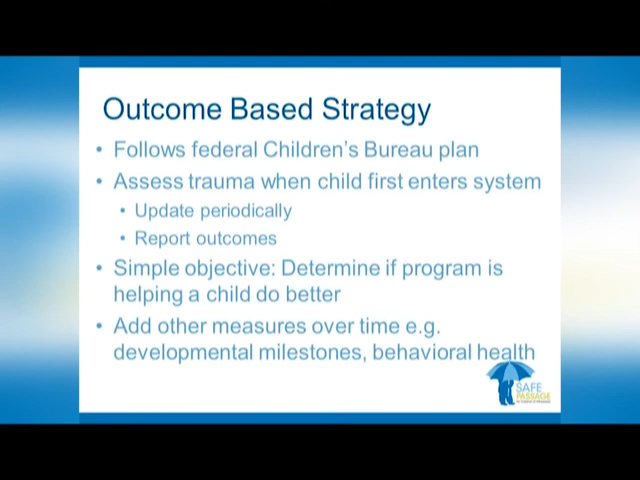 Outcome Based Strategy
• Follows federal Children's Bureau plan
• Assess trauma when child first enters system
• Update periodically
• Report outcomes
• Simple objective: Determine if program is
helping a child do better
• Add other measures over time e.g.
developmental milestones, behavioral health
SAFE
PASSAGE